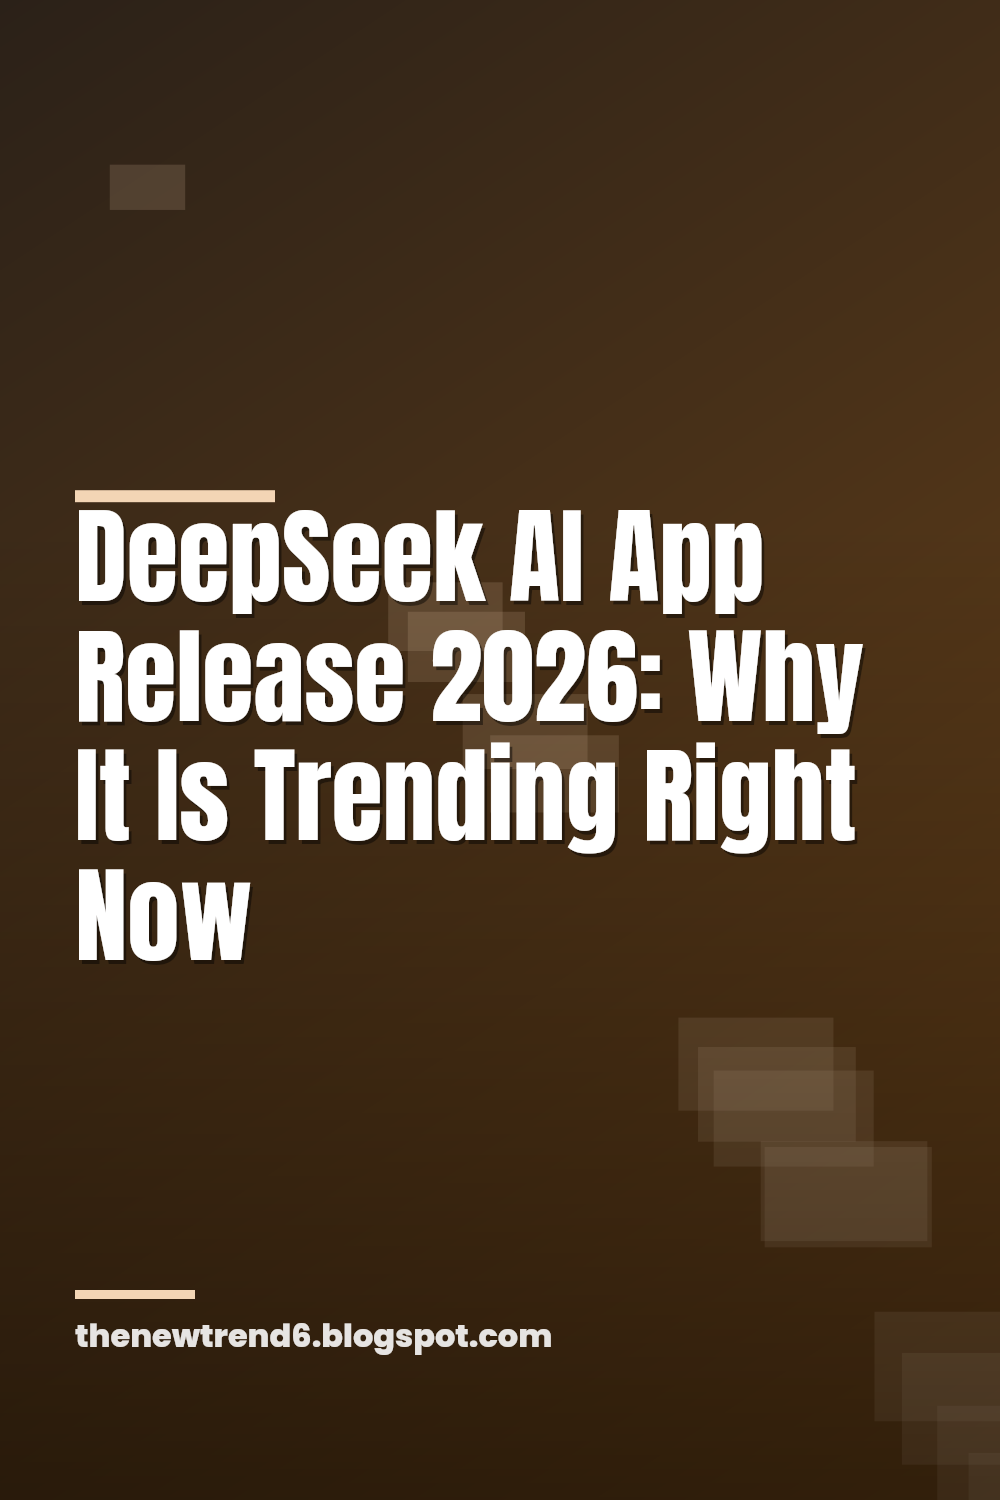 DeepSeek AI App
Release 2026: Why
It Is Trending Right
Now
thenewtrend6.blogspot.com